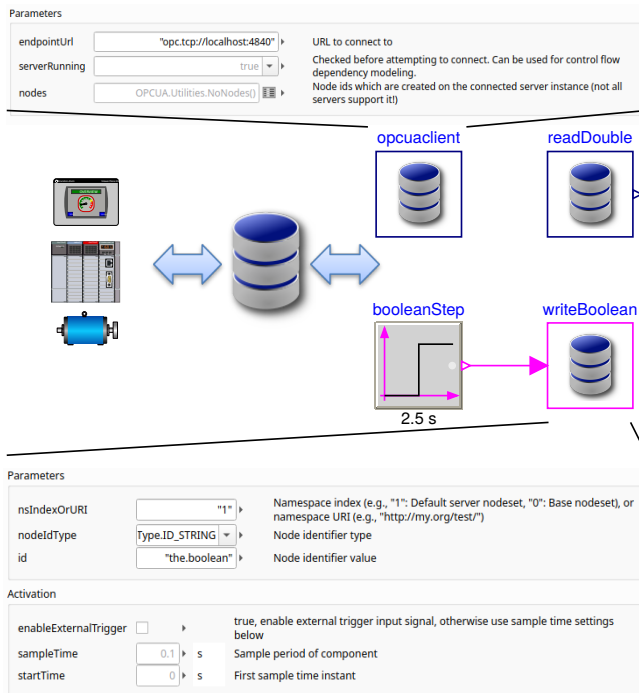 Parameters
endpointUrl "opc.tcp://localhost:4840" URL to connect to
serverRunning true Checked before attempting to connect. Can be used for control flow
dependency modeling.
nodes OPCUA.Utilities.NoNodes() Node ids which are created on the connected server instance (not all
servers support it!)
opcuaclient readDouble
booleanStep writeBoolean
2.5 s
Parameters
nsIndexOrURI "1" Namespace index (e.g., "1": Default server nodeset, "0": Base nodeset), or
namespace URI (e.g., "http://my.org/test/")
nodeIdType Type.ID_STRING Node identifier type
id "the.boolean" Node identifier value
Activation
enableExternalTrigger true, enable external trigger input signal, otherwise use sample time settings
below
sampleTime 0.1 s Sample period of component
startTime 0 s First sample time instant